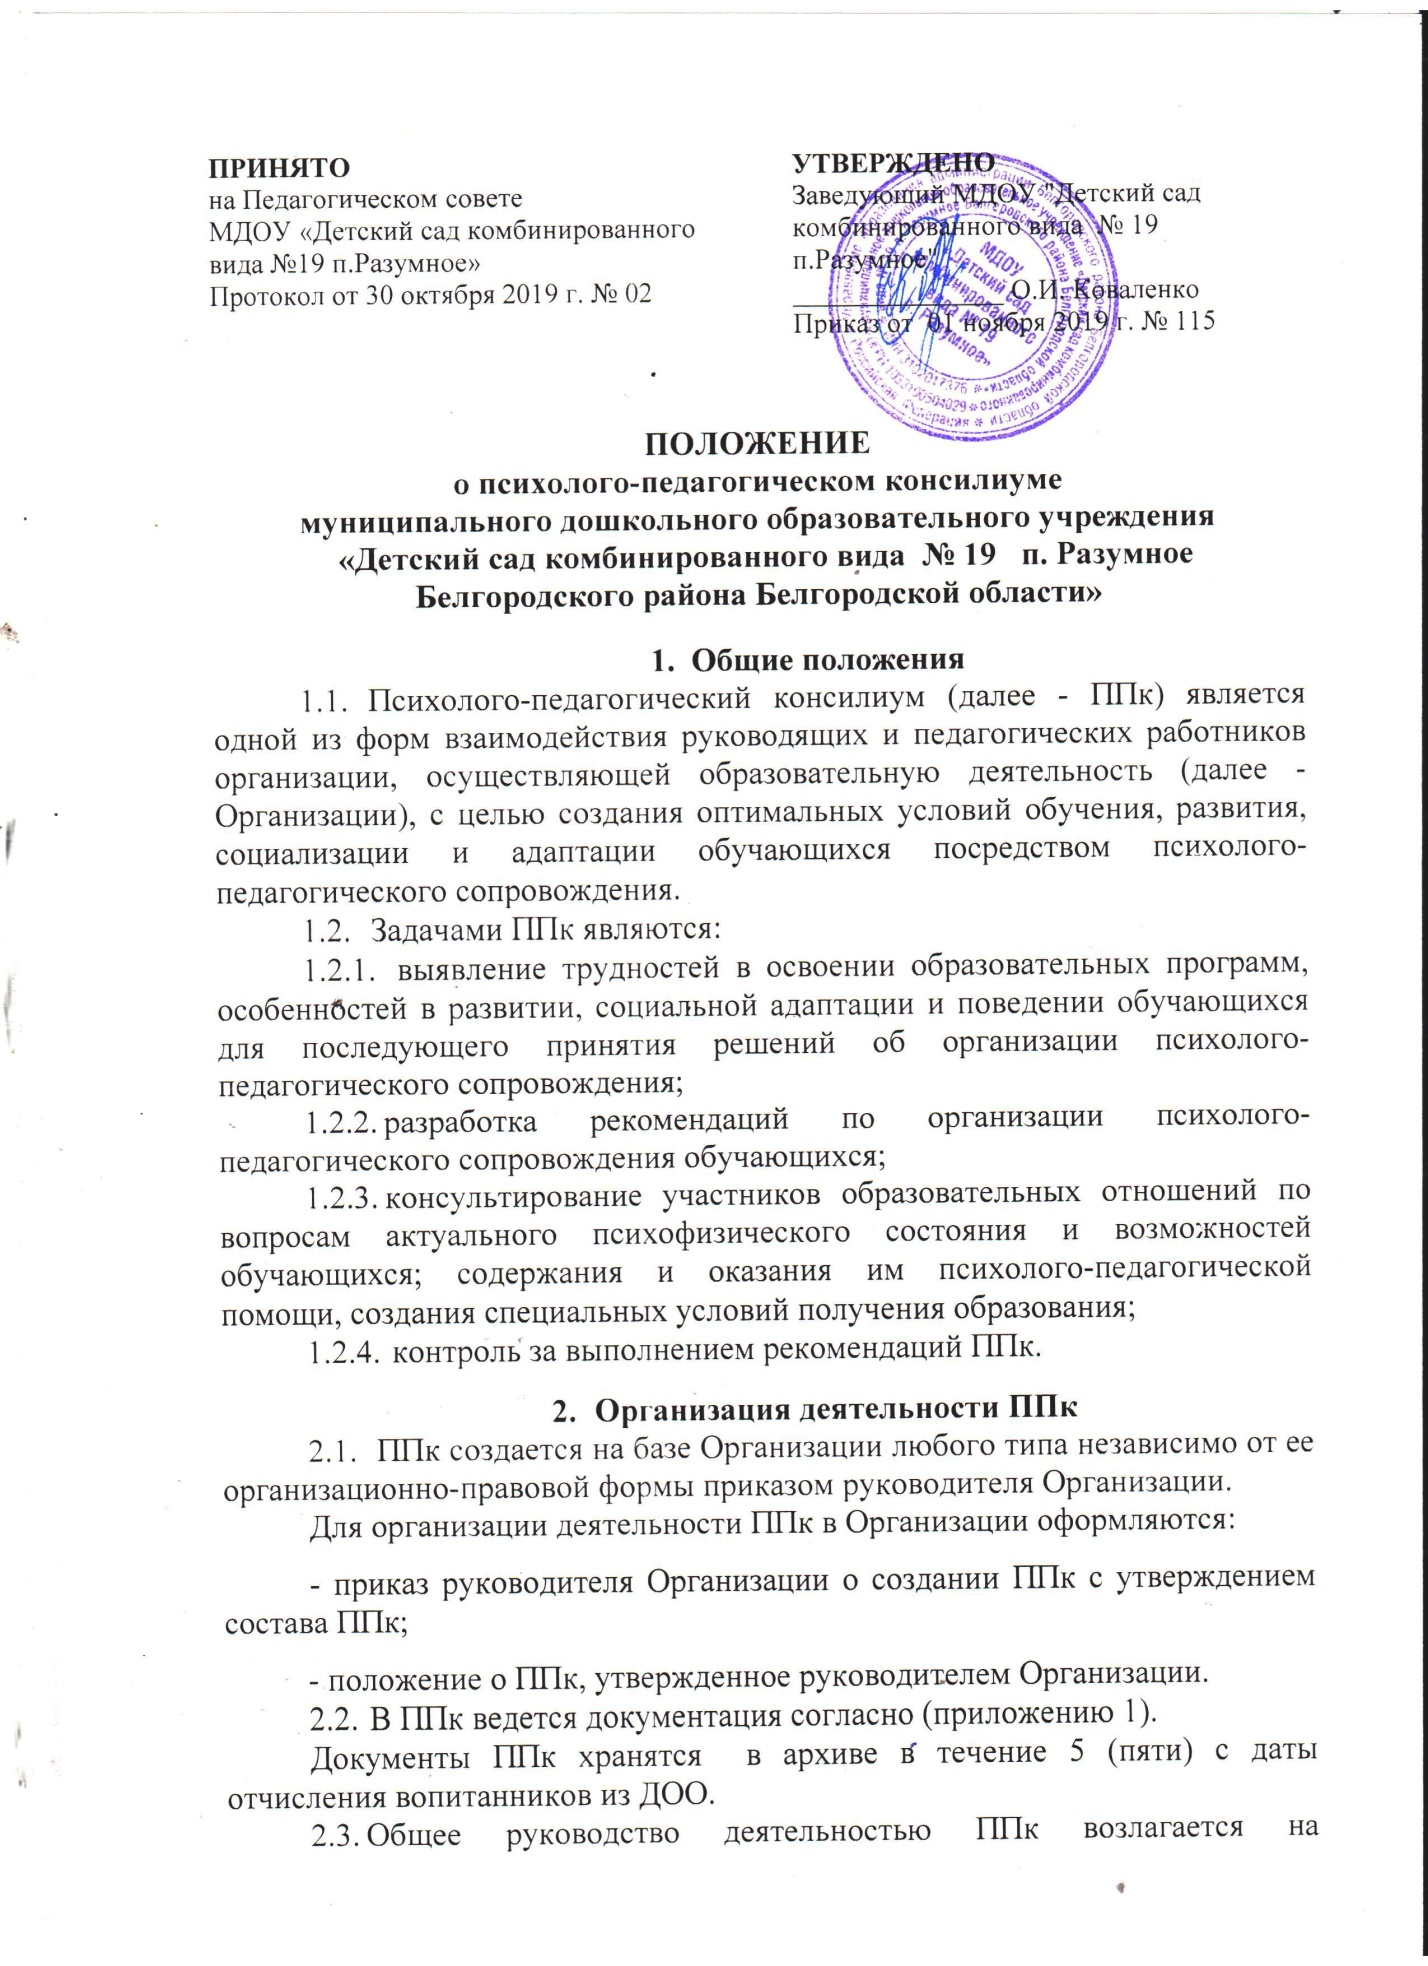 ПРИНЯТО
на Педагогическом совете
МДОУ «Детский сад комбинированного
вида №19 п.Разумное»
Протокол от 30 октября 2019 г. № 02
УТВЕРЖДЕНО
Заведующий МДОУ "Детский сад
комбинированного вида № 19
п.Разумное"
_______________ О.И. Коваленко
Приказ от 01 ноября 2019 г. № 115
МДОУ
«Детский сад
комбинированного
вида № 19
п. Разумное»
ПОЛОЖЕНИЕ
о психолого-педагогическом консилиуме
муниципального дошкольного образовательного учреждения
«Детский сад комбинированного вида № 19 п. Разумное
Белгородского района Белгородской области»
1. Общие положения
1.1. Психолого-педагогический консилиум (далее - ППк) является
одной из форм взаимодействия руководящих и педагогических работников
организации, осуществляющей образовательную деятельность (далее -
Организации), с целью создания оптимальных условий обучения, развития,
социализации и адаптации обучающихся посредством психолого-
педагогического сопровождения.
1.2. Задачами ППк являются:
1.2.1. выявление трудностей в освоении образовательных программ,
особенностей в развитии, социальной адаптации и поведении обучающихся
для последующего принятия решений об организации психолого-
педагогического сопровождения;
1.2.2. разработка рекомендаций по организации психолого-
педагогического сопровождения обучающихся;
1.2.3. консультирование участников образовательных отношений по
вопросам актуального психофизического состояния и возможностей
обучающихся; содержания и оказания им психолого-педагогической
помощи, создания специальных условий получения образования;
1.2.4. контроль за выполнением рекомендаций ППк.
2. Организация деятельности ППк
2.1. ППк создается на базе Организации любого типа независимо от ее
организационно-правовой формы приказом руководителя Организации.
Для организации деятельности ППк в Организации оформляются:
- приказ руководителя Организации о создании ППк с утверждением
состава ППк;
- положение о ППк, утвержденное руководителем Организации.
2.2. В ППк ведется документация согласно (приложению 1).
Документы ППк хранятся в архиве в течение 5 (пяти) с даты
отчисления вопитанников из ДОО.
2.3. Общее руководство деятельностью ППк возлагается на